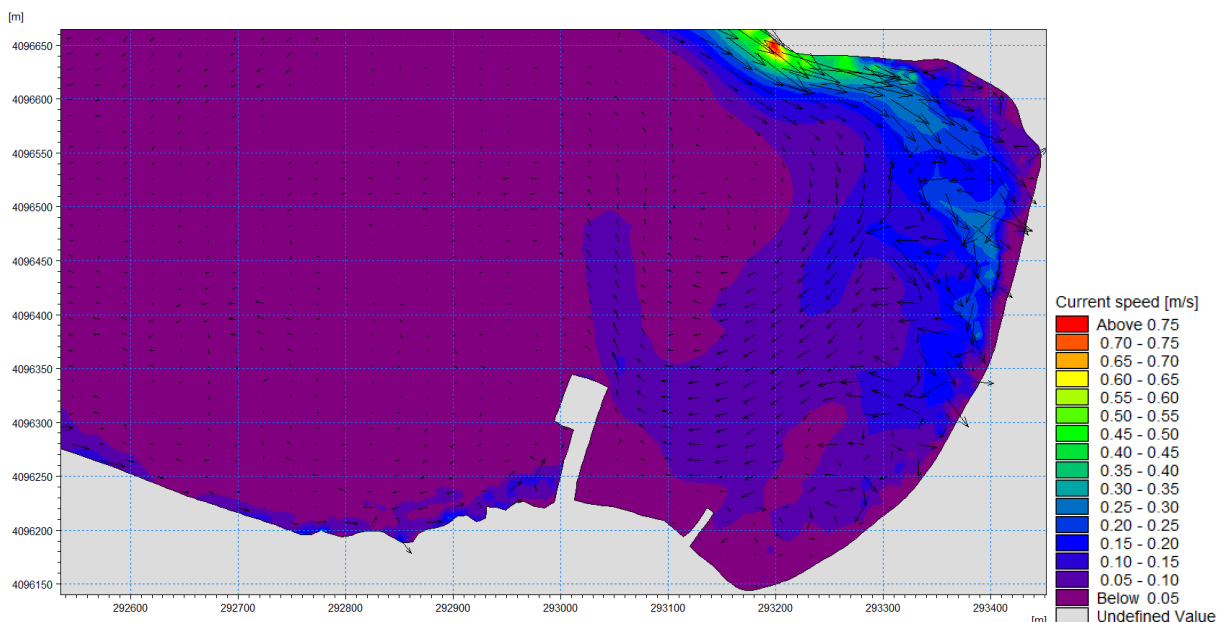 [m]
4096650
4096600
4096550
4096500
4096450
4096400
4096350
4096300
4096250
4096200
4096150
292600 292700 292800 292900 293000 293100 293200 293300 293400
[m]
Current speed [m/s]
Above 0.75
0.70 - 0.75
0.65 - 0.70
0.60 - 0.65
0.55 - 0.60
0.50 - 0.55
0.45 - 0.50
0.40 - 0.45
0.35 - 0.40
0.30 - 0.35
0.25 - 0.30
0.20 - 0.25
0.15 - 0.20
0.10 - 0.15
0.05 - 0.10
Below 0.05
Undefined Value